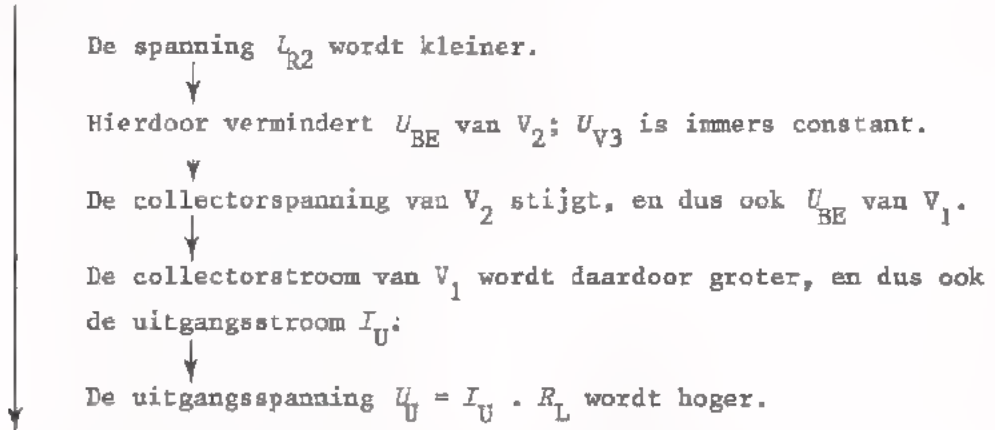 De spanning U_R2 wordt kleiner.
Hierdoor vermindert U_BE van V_2; U_V3 is immers constant.
De collectorspanning van V_2 stijgt, en dus ook U_BE van V_1.
De collectorstroom van V_1 wordt daardoor groter, en dus ook
de uitgangsstroom I_U.
De uitgangsspanning U_U = I_U . R_L wordt hoger.